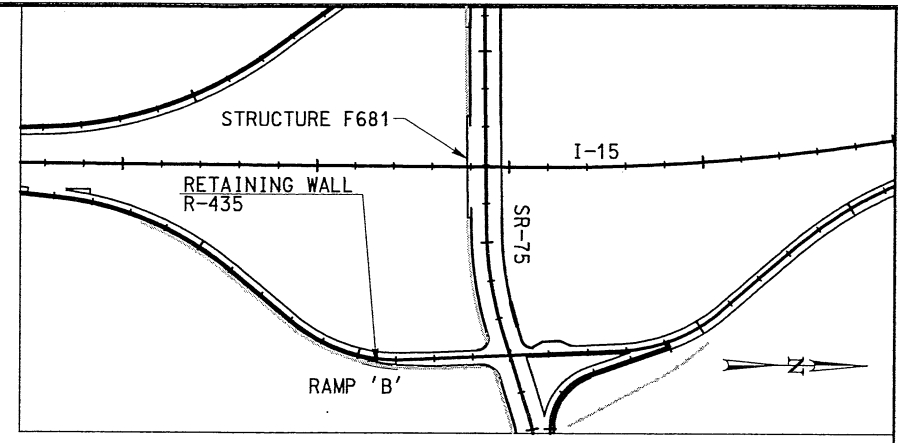 STRUCTURE F681
I-15
RETAINING WALL
R-435
SR-75
RAMP 'B'
N